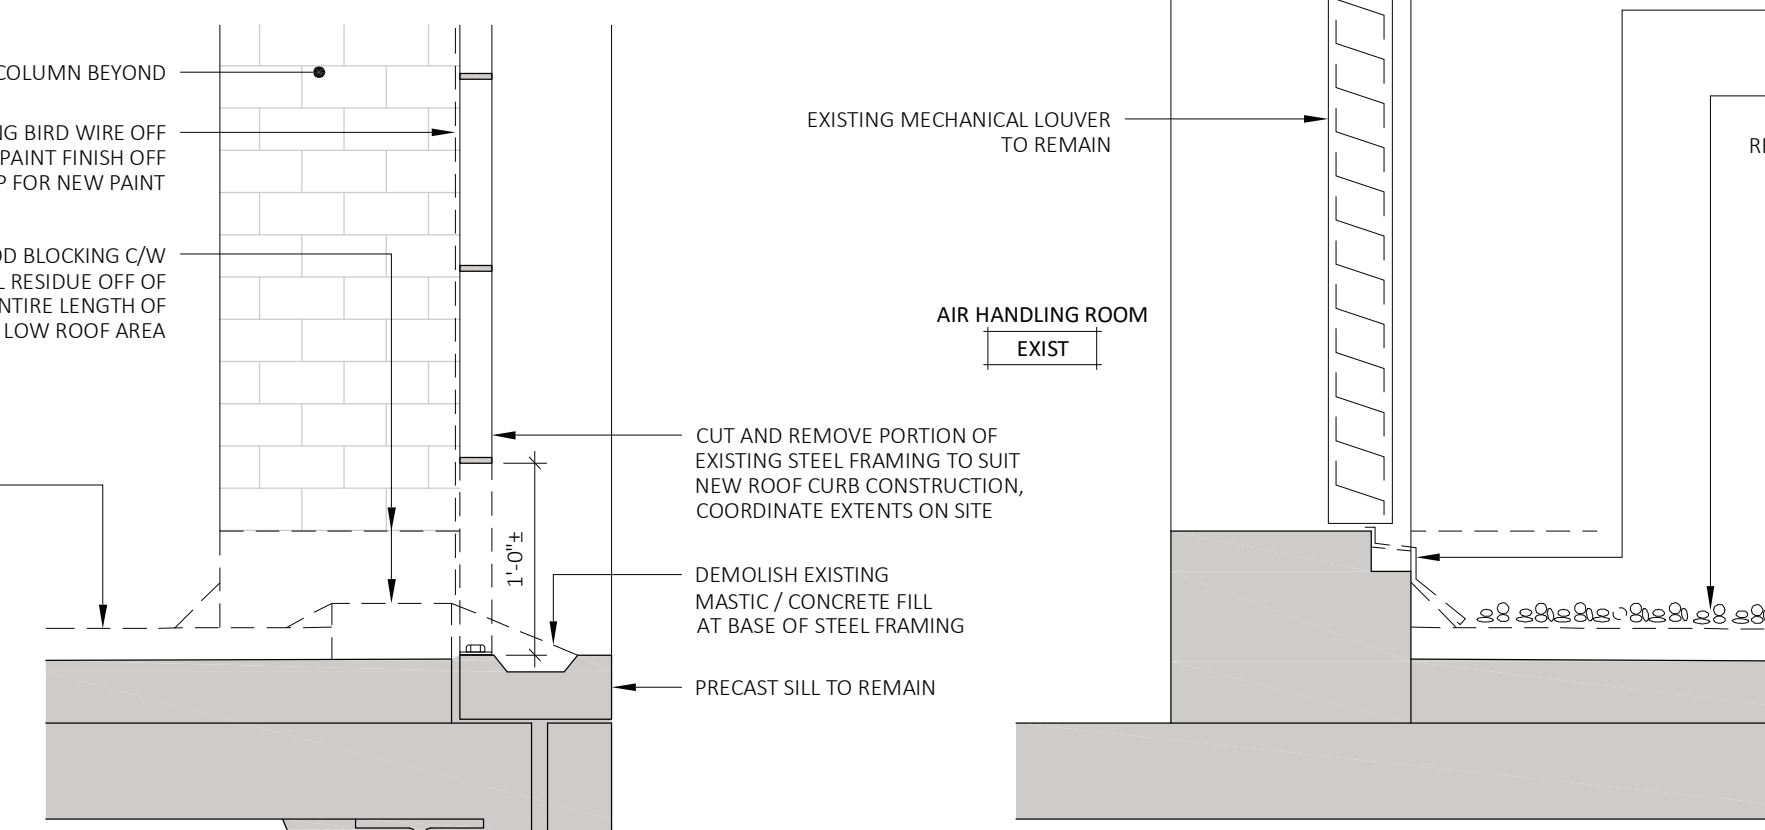 COLUMN BEYOND
NG BIRD WIRE OFF
PAINT FINISH OFF
P FOR NEW PAINT
OD BLOCKING C/W
L RESIDUE OFF OF
NTIRE LENGTH OF
LOW ROOF AREA
1'-0"±
CUT AND REMOVE PORTION OF
EXISTING STEEL FRAMING TO SUIT
NEW ROOF CURB CONSTRUCTION,
COORDINATE EXTENTS ON SITE
DEMOLISH EXISTING
MASTIC / CONCRETE FILL
AT BASE OF STEEL FRAMING
PRECAST SILL TO REMAIN
EXISTING MECHANICAL LOUVER
TO REMAIN
AIR HANDLING ROOM
EXIST
RE